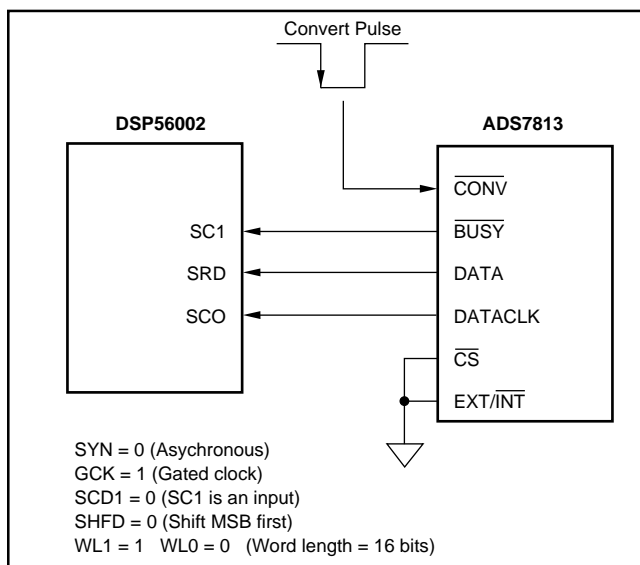 Convert Pulse
DSP56002
ADS7813
CONV
SC1
BUSY
SRD
DATA
SCO
DATACLK
CS
EXT/INT
SYN = 0 (Asychronous)
GCK = 1 (Gated clock)
SCD1 = 0 (SC1 is an input)
SHFD = 0 (Shift MSB first)
WL1 = 1 WL0 = 0 (Word length = 16 bits)